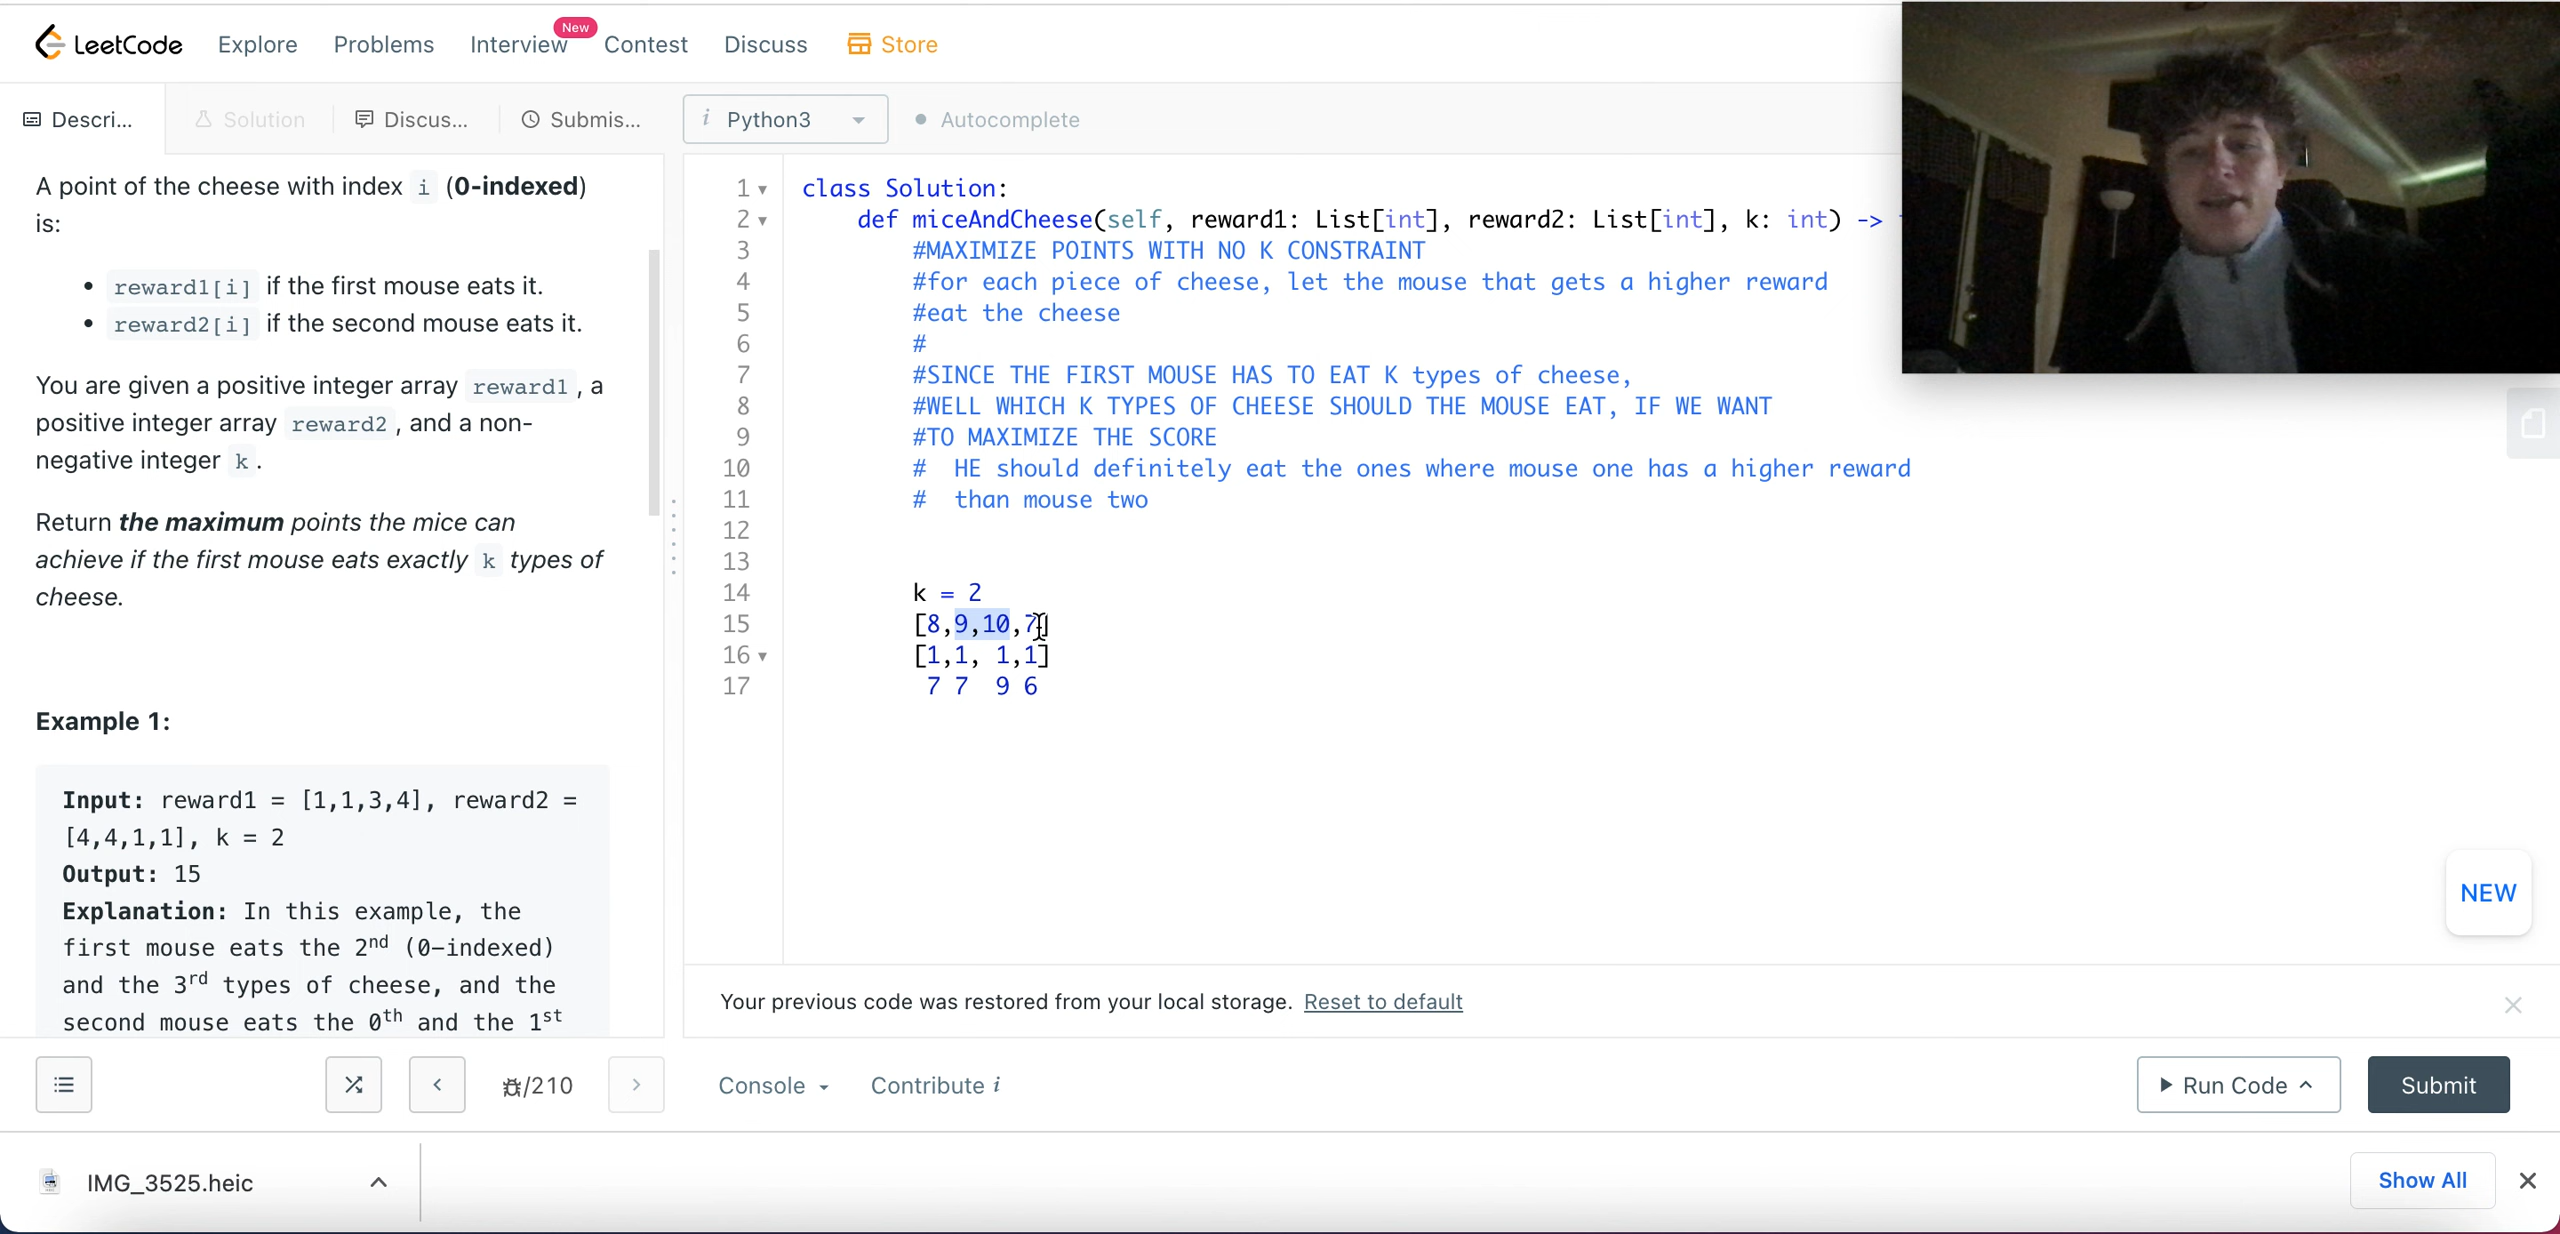 LeetCode Explore Problems Interview New Contest Discuss Store
Descri... Solution Discus... Submis... i Python3 Autocomplete
A point of the cheese with index i (0-indexed)
is:
• reward1[i] if the first mouse eats it.
• reward2[i] if the second mouse eats it.
You are given a positive integer array reward1, a
positive integer array reward2, and a non-
negative integer k.
Return the maximum points the mice can
achieve if the first mouse eats exactly k types of
cheese.
Example 1:
Input: reward1 = [1,1,3,4], reward2 =
[4,4,1,1], k = 2
Output: 15
Explanation: In this example, the
first mouse eats the 2nd (0-indexed)
and the 3rd types of cheese, and the
second mouse eats the 0th and the 1st
1 class Solution:
2 def miceAndCheese(self, reward1: List[int], reward2: List[int], k: int) ->
3 #MAXIMIZE POINTS WITH NO K CONSTRAINT
4 #for each piece of cheese, let the mouse that gets a higher reward
5 #eat the cheese
6 #
7 #SINCE THE FIRST MOUSE HAS TO EAT K types of cheese,
8 #WELL WHICH K TYPES OF CHEESE SHOULD THE MOUSE EAT, IF WE WANT
9 #TO MAXIMIZE THE SCORE
10 # HE should definitely eat the ones where mouse one has a higher reward
11 # than mouse two
12
13
14 k = 2
15 [8,9,10,7]
16 [1,1, 1,1]
17 7 7 9 6
NEW
Your previous code was restored from your local storage. Reset to default
/210 Console Contribute i Run Code Submit
IMG_3525.heic Show All